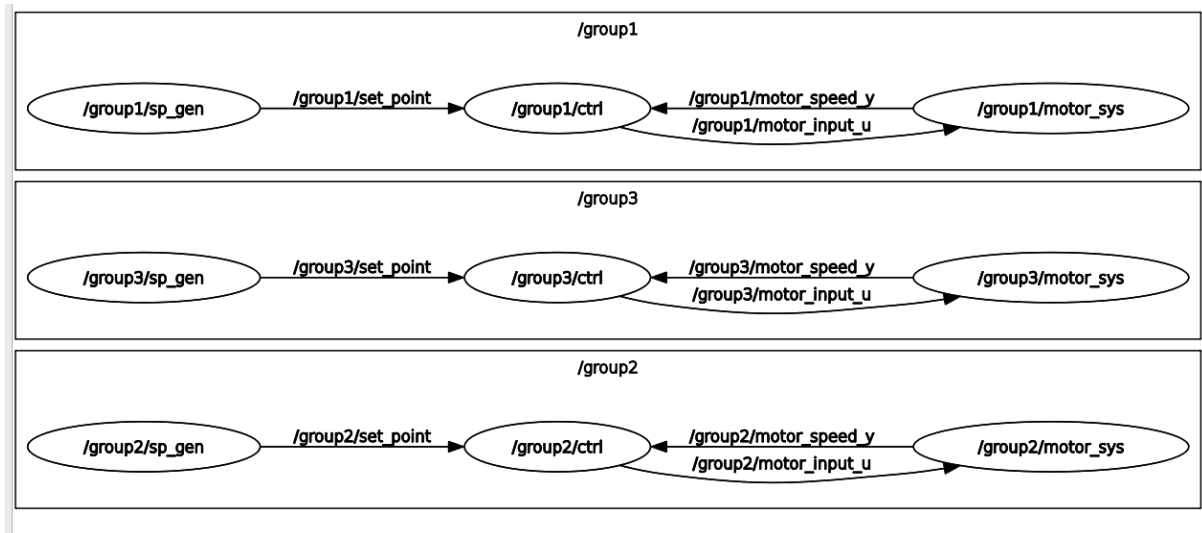 /group1
/group1/sp_gen
/group1/set_point
/group1/ctrl
/group1/motor_speed_y
/group1/motor_input_u
/group1/motor_sys
/group3
/group3/sp_gen
/group3/set_point
/group3/ctrl
/group3/motor_speed_y
/group3/motor_input_u
/group3/motor_sys
/group2
/group2/sp_gen
/group2/set_point
/group2/ctrl
/group2/motor_speed_y
/group2/motor_input_u
/group2/motor_sys